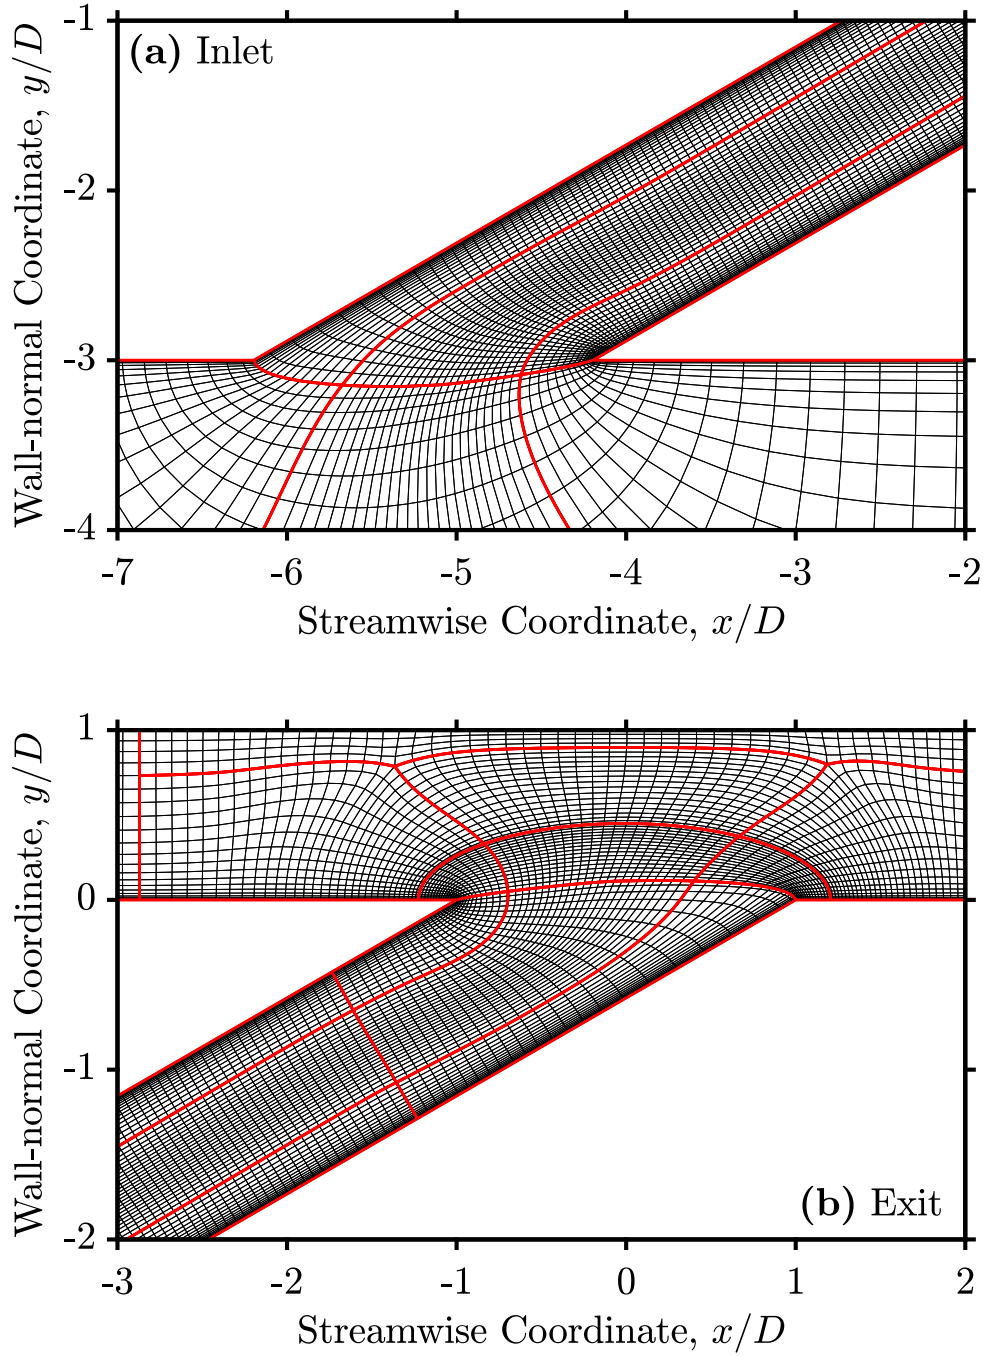 Wall-normal Coordinate, y/D
-1
-2
-3
-4
(a) Inlet
-7 -6 -5 -4 -3 -2
Streamwise Coordinate, x/D
Wall-normal Coordinate, y/D
1
0
-1
-2
(b) Exit
-3 -2 -1 0 1 2
Streamwise Coordinate, x/D